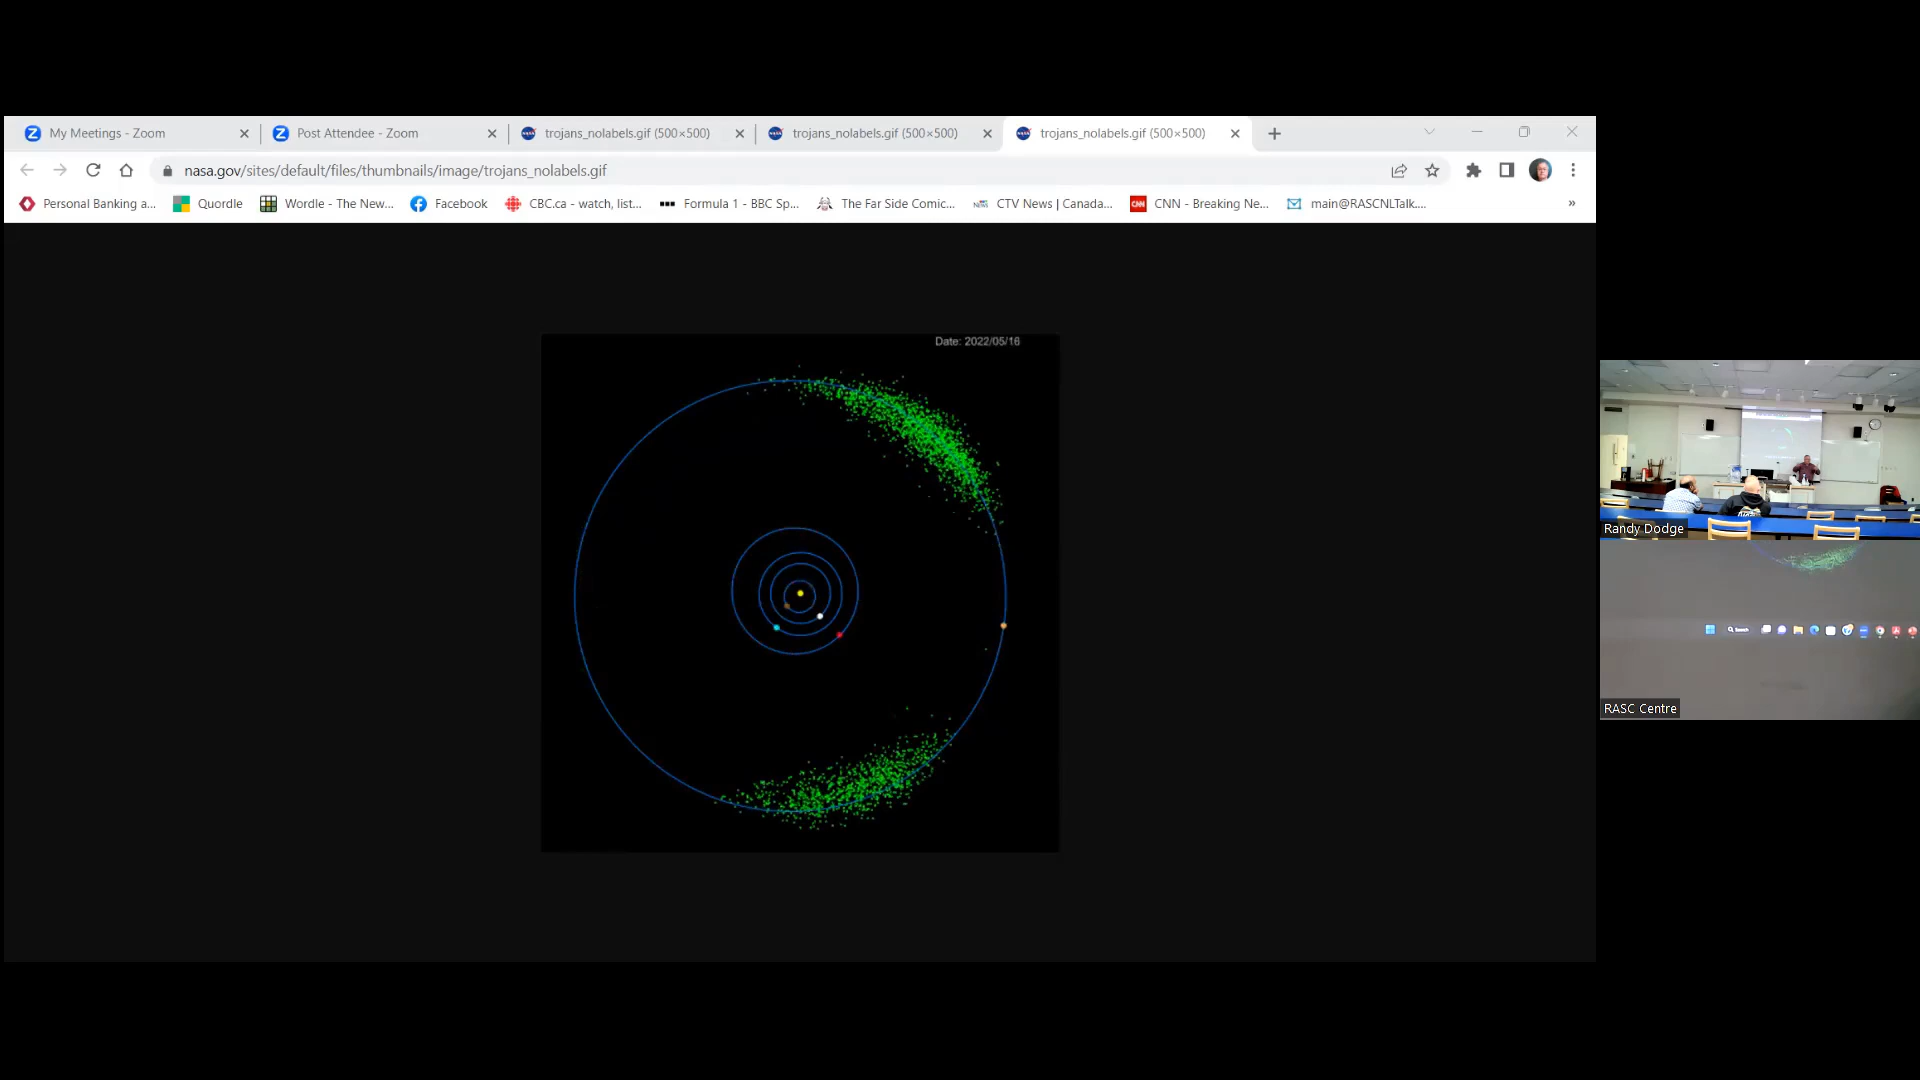 My Meetings - Zoom
Post Attendee - Zoom
trojans_nolabels.gif (500×500)
trojans_nolabels.gif (500×500)
trojans_nolabels.gif (500×500)
nasa.gov/sites/default/files/thumbnails/image/trojans_nolabels.gif
Personal Banking a...
Quordle
Wordle - The New...
Facebook
CBC.ca - watch, list...
Formula 1 - BBC Sp...
The Far Side Comic...
CTV News | Canada...
CNN - Breaking Ne...
main@RASCNLTalk....
»
Date: 2022/05/16
Randy Dodge
Search
RASC Centre